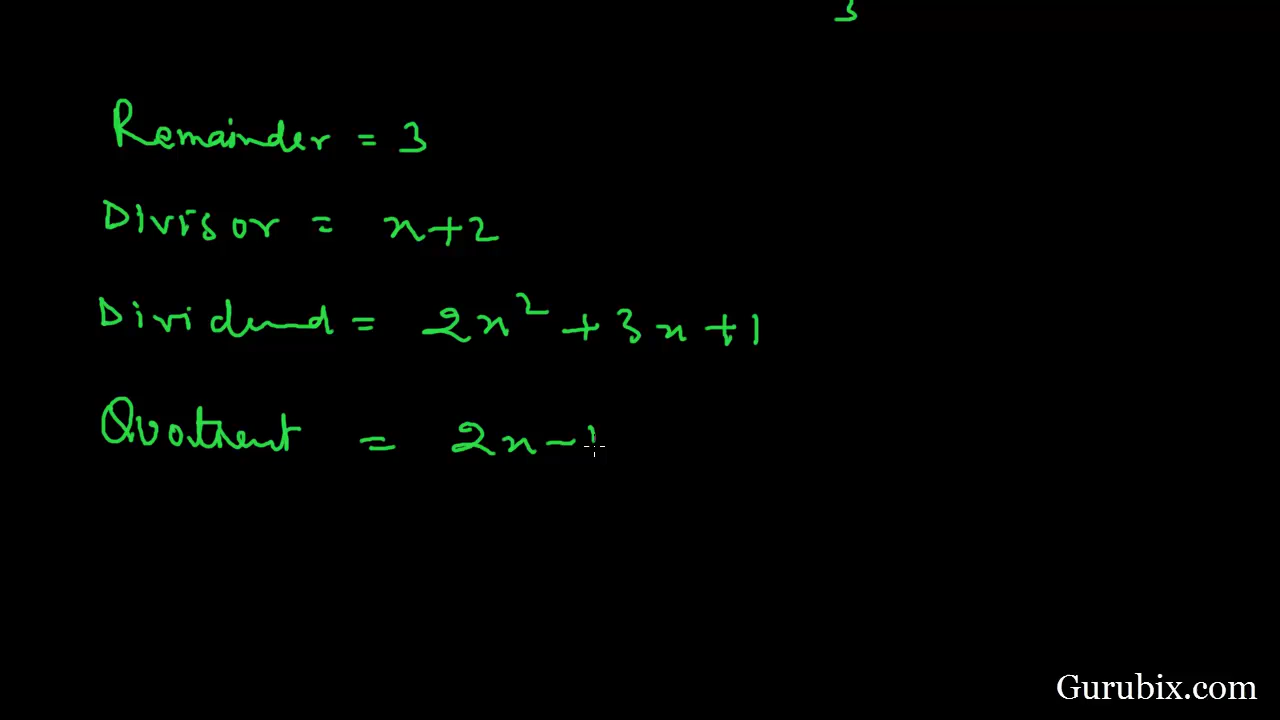 3
Remainder = 3
Divisor = x+2
Dividend = 2x² + 3x + 1
Quotient = 2x - 1
Gurubix.com